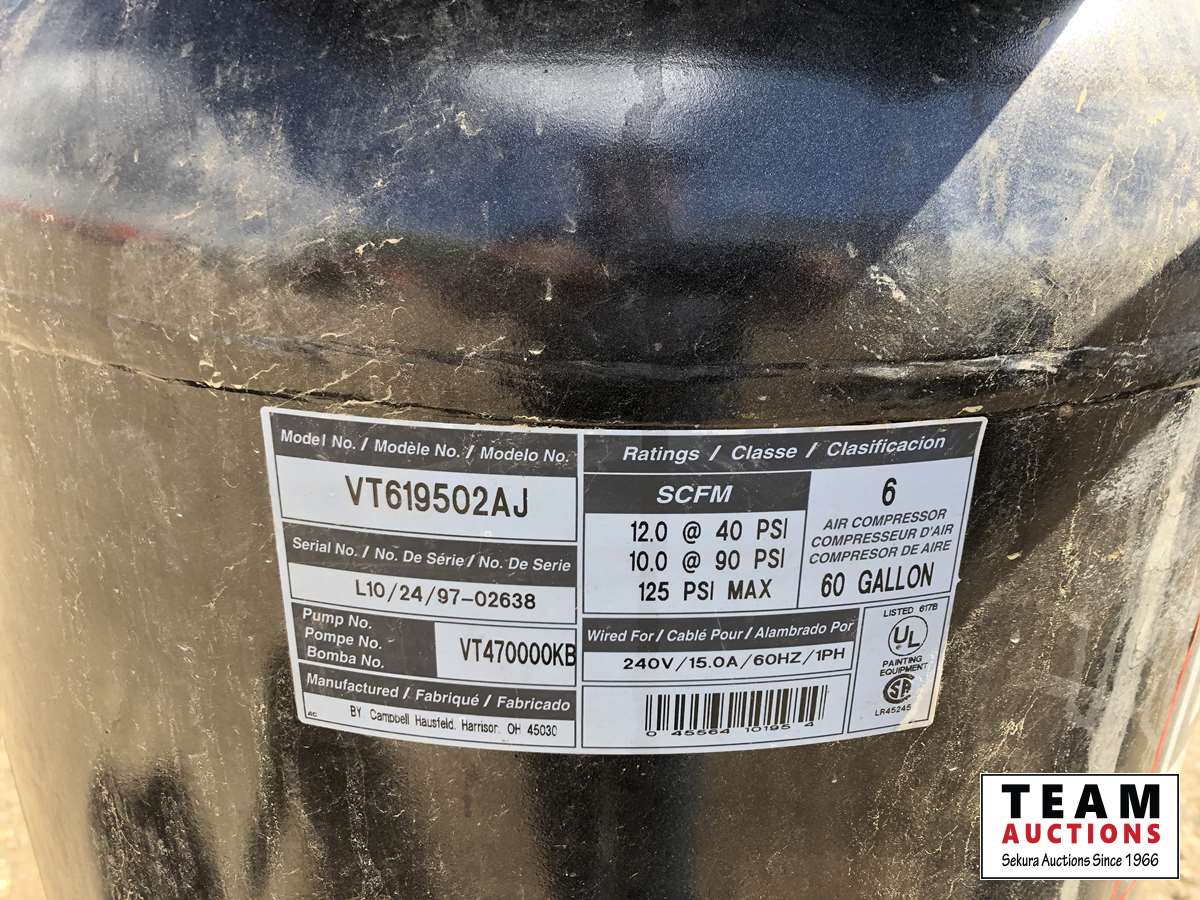 Model No. / Modèle No. / Modelo No.
VT619502AJ
Serial No. / No. De Série / No. De Serie
L10/24/97-02638
Pump No.
Pompe No.
Bomba No.
VT470000KB
Manufactured / Fabriqué / Fabricado
BY Campbell Hausfeld, Harrison, OH 45030
Ratings / Classe / Clasificacion
SCFM
12.0 @ 40 PSI
10.0 @ 90 PSI
125 PSI MAX
6
AIR COMPRESSOR
COMPRESSEUR D'AIR
COMPRESOR DE AIRE
60 GALLON
Wired For / Cablé Pour / Alambrado Por
240V/15.0A/60HZ/1PH
0 45564 10195 4
LISTED 617B
UL
PAINTING
EQUIPMENT
SA
LR45245
TEAM
AUCTIONS
Sekura Auctions Since 1966